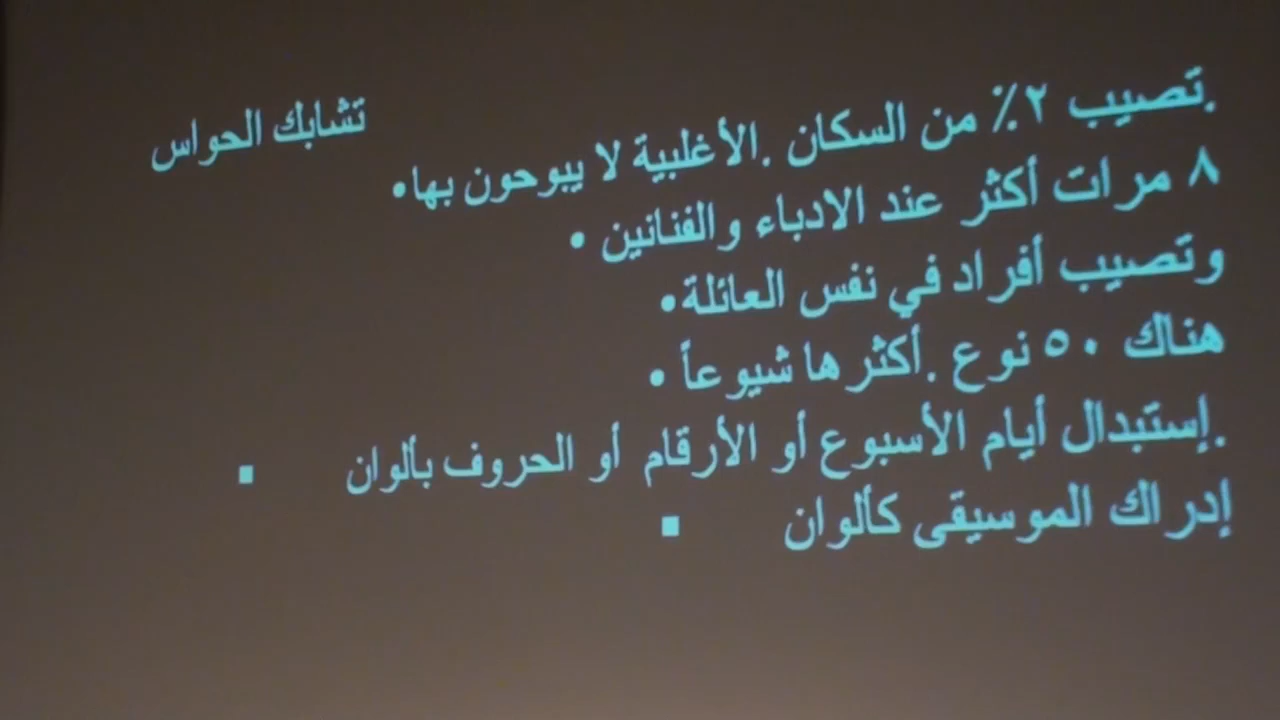 تشابك الحواس
.تصيب ٢٪ من السكان .الأغلبية لا يبوحون بها•
٨ مرات أكثر عند الادباء والفنانين •
وتصيب أفراد في نفس العائلة•
هناك ٥٠ نوع .أكثرها شيوعاً •
.إستبدال أيام الأسبوع أو الأرقام أو الحروف بألوان ▪
إدراك الموسيقى كألوان ▪